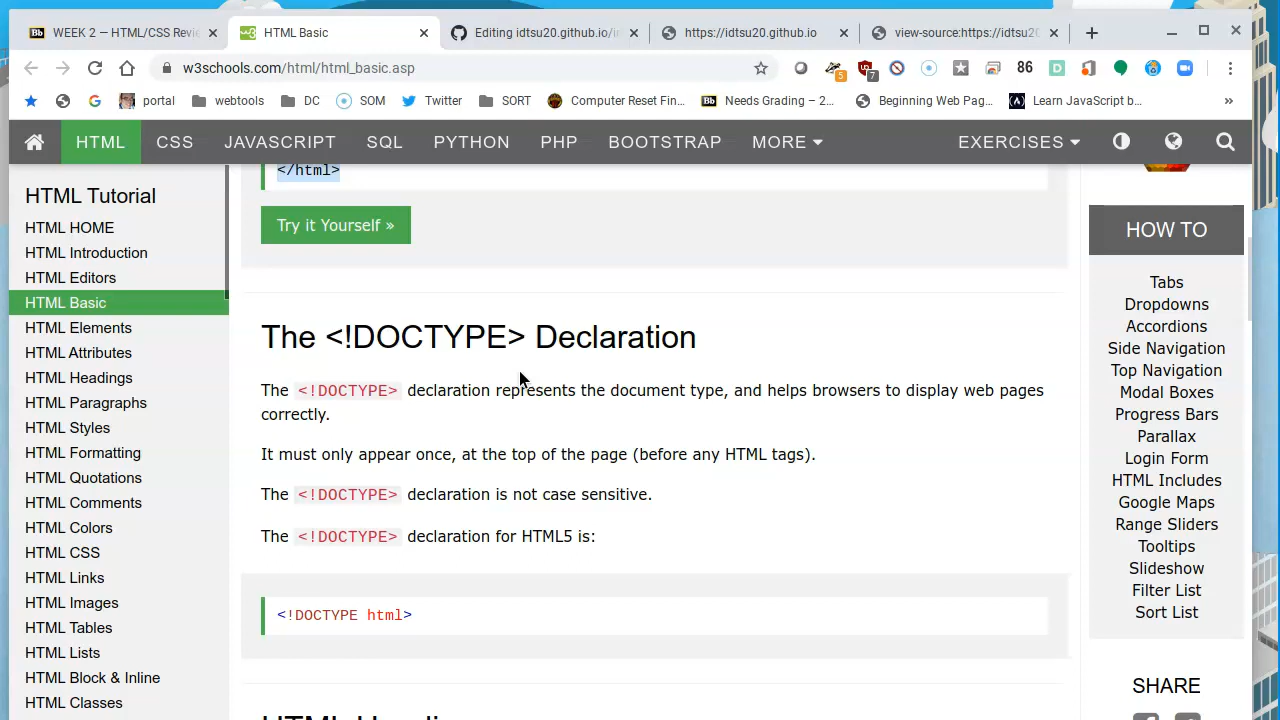 WEEK 2 — HTML/CSS Revie
HTML Basic
Editing idtsu20.github.io/in
https://idtsu20.github.io
view-source:https://idtsu20
w3schools.com/html/html_basic.asp
5
7
86
portal
webtools
DC
SOM
Twitter
SORT
Computer Reset Fin...
Bb
Needs Grading – 2...
Beginning Web Pag...
Learn JavaScript b...
»
HTML
CSS
JAVASCRIPT
SQL
PYTHON
PHP
BOOTSTRAP
MORE
EXERCISES
HTML Tutorial
HTML HOME
HTML Introduction
HTML Editors
HTML Basic
HTML Elements
HTML Attributes
HTML Headings
HTML Paragraphs
HTML Styles
HTML Formatting
HTML Quotations
HTML Comments
HTML Colors
HTML CSS
HTML Links
HTML Images
HTML Tables
HTML Lists
HTML Block & Inline
HTML Classes
</html>
Try it Yourself »
The <!DOCTYPE> Declaration
The <!DOCTYPE> declaration represents the document type, and helps browsers to display web pages
correctly.
It must only appear once, at the top of the page (before any HTML tags).
The <!DOCTYPE> declaration is not case sensitive.
The <!DOCTYPE> declaration for HTML5 is:
<!DOCTYPE html>
HOW TO
Tabs
Dropdowns
Accordions
Side Navigation
Top Navigation
Modal Boxes
Progress Bars
Parallax
Login Form
HTML Includes
Google Maps
Range Sliders
Tooltips
Slideshow
Filter List
Sort List
SHARE